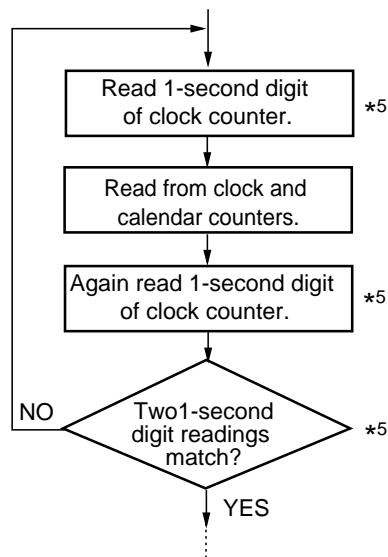 Read 1-second digit
of clock counter.
*5
Read from clock and
calendar counters.
Again read 1-second digit
of clock counter.
*5
NO
Two1-second
digit readings
match?
*5
YES